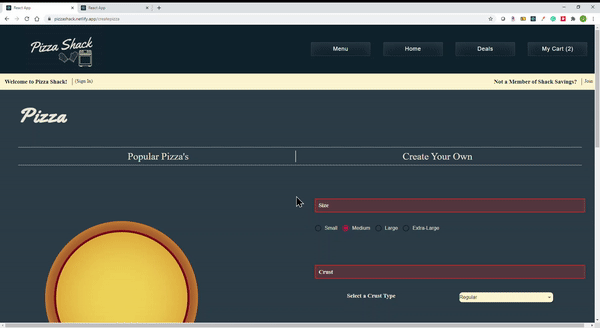 React App
React App
pizzashack.netlify.app/createpizza
Pizza Shack
Menu
Home
Deals
My Cart (2)
Welcome to Pizza Shack!
(Sign In)
Not a Member of Shack Savings?
Join
Pizza
Popular Pizza's
Create Your Own
Size
Small
Medium
Large
Extra Large
Crust
Select a Crust Type
Regular